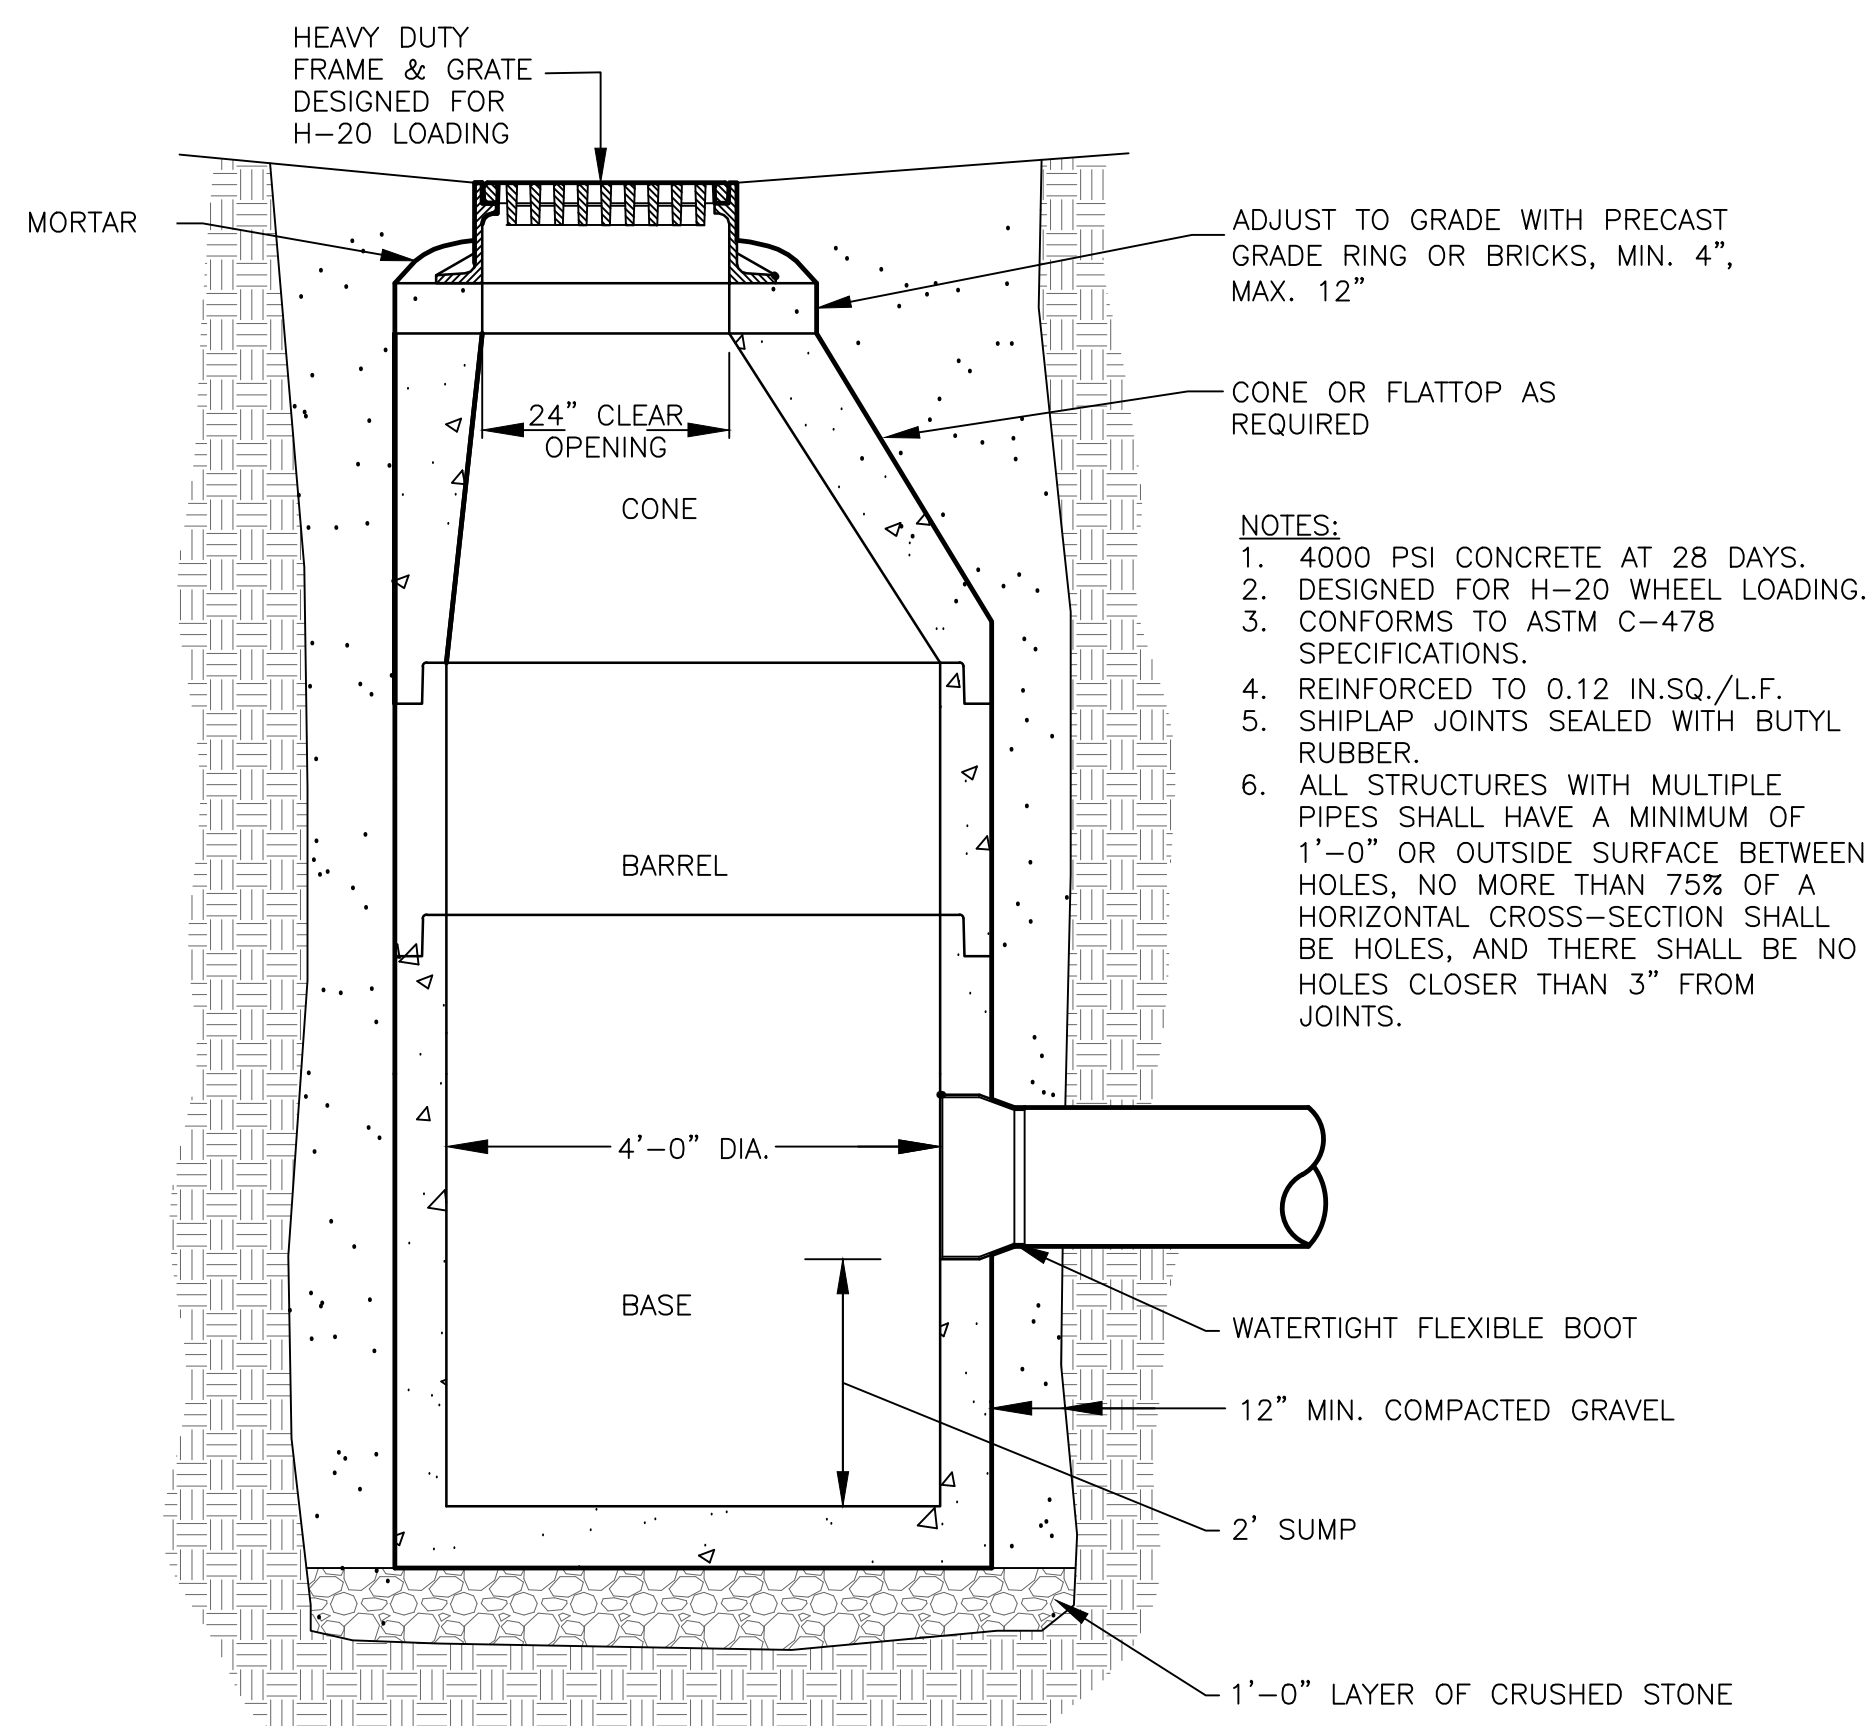 HEAVY DUTY
FRAME & GRATE
DESIGNED FOR
H-20 LOADING
MORTAR
ADJUST TO GRADE WITH PRECAST
GRADE RING OR BRICKS, MIN. 4",
MAX. 12"
24" CLEAR
OPENING
CONE OR FLATTOP AS
REQUIRED
CONE
NOTES:
1. 4000 PSI CONCRETE AT 28 DAYS.
2. DESIGNED FOR H-20 WHEEL LOADING.
3. CONFORMS TO ASTM C-478
SPECIFICATIONS.
4. REINFORCED TO 0.12 IN.SQ./L.F.
5. SHIPLAP JOINTS SEALED WITH BUTYL
RUBBER.
6. ALL STRUCTURES WITH MULTIPLE
PIPES SHALL HAVE A MINIMUM OF
1'-0" OR OUTSIDE SURFACE BETWEEN
HOLES, NO MORE THAN 75% OF A
HORIZONTAL CROSS-SECTION SHALL
BE HOLES, AND THERE SHALL BE NO
HOLES CLOSER THAN 3" FROM
JOINTS.
BARREL
4'-0" DIA.
BASE
WATERTIGHT FLEXIBLE BOOT
12" MIN. COMPACTED GRAVEL
2' SUMP
1'-0" LAYER OF CRUSHED STONE